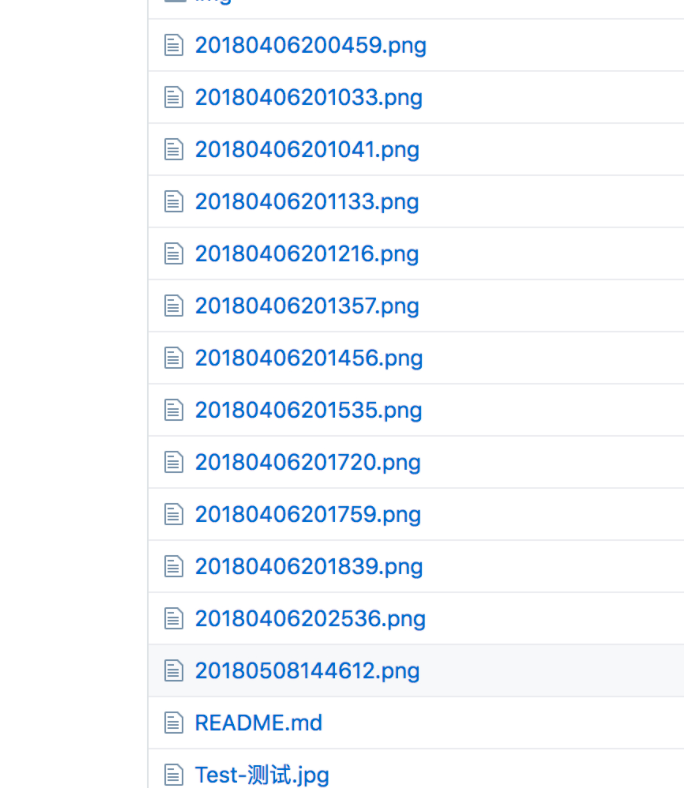 img
20180406200459.png
20180406201033.png
20180406201041.png
20180406201133.png
20180406201216.png
20180406201357.png
20180406201456.png
20180406201535.png
20180406201720.png
20180406201759.png
20180406201839.png
20180406202536.png
20180508144612.png
README.md
Test-测试.jpg